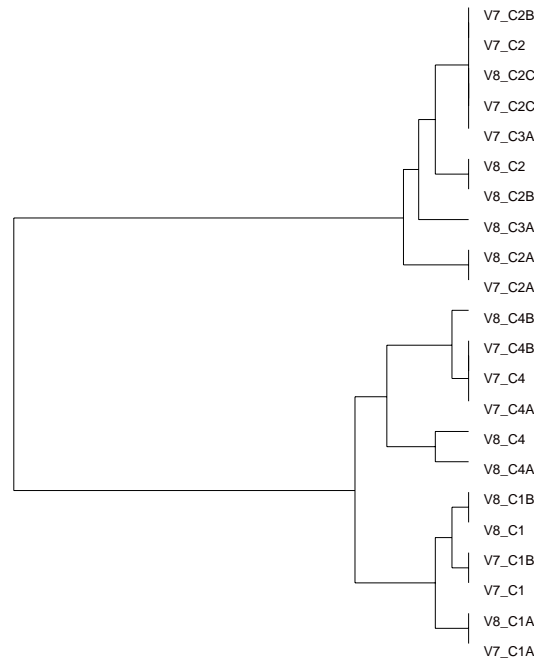 V7_C2B
V7_C2
V8_C2C
V7_C2C
V7_C3A
V8_C2
V8_C2B
V8_C3A
V8_C2A
V7_C2A
V8_C4B
V7_C4B
V7_C4
V7_C4A
V8_C4
V8_C4A
V8_C1B
V8_C1
V7_C1B
V7_C1
V8_C1A
V7_C1A